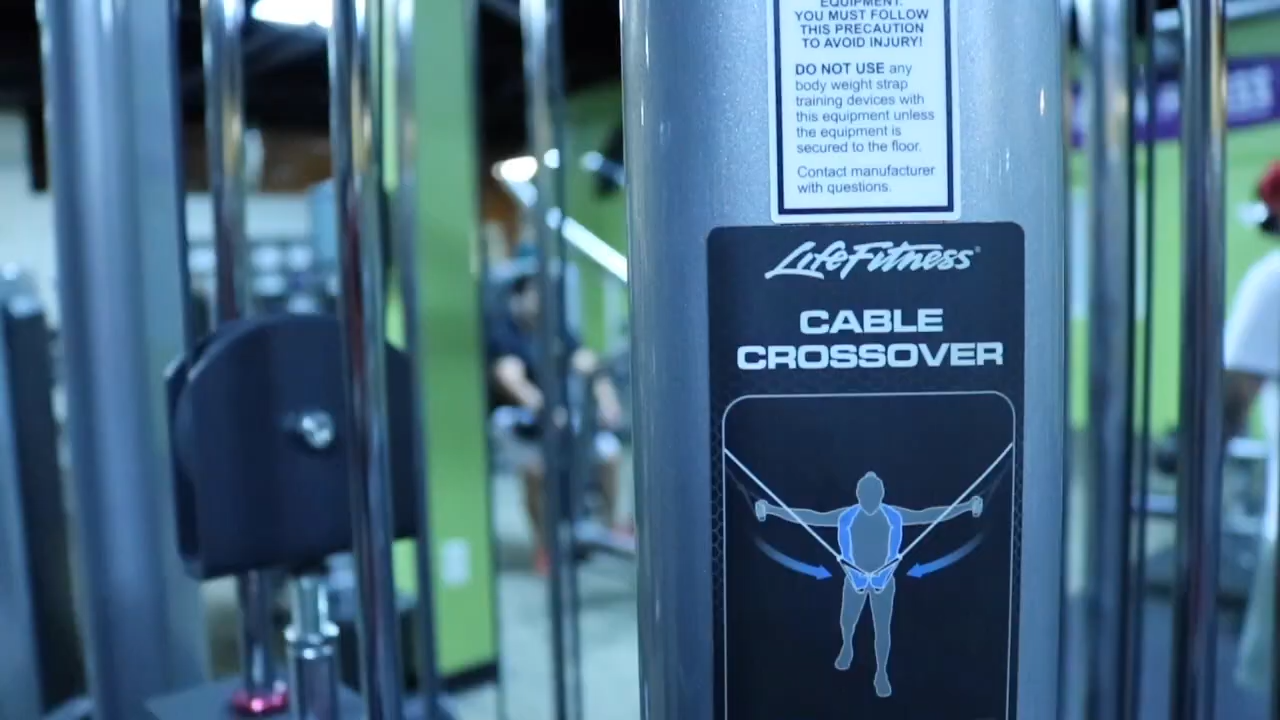 EQUIPMENT.
YOU MUST FOLLOW
THIS PRECAUTION
TO AVOID INJURY!
DO NOT USE any
body weight strap
training devices with
this equipment unless
the equipment is
secured to the floor.
Contact manufacturer
with questions.
LifeFitness®
CABLE
CROSSOVER